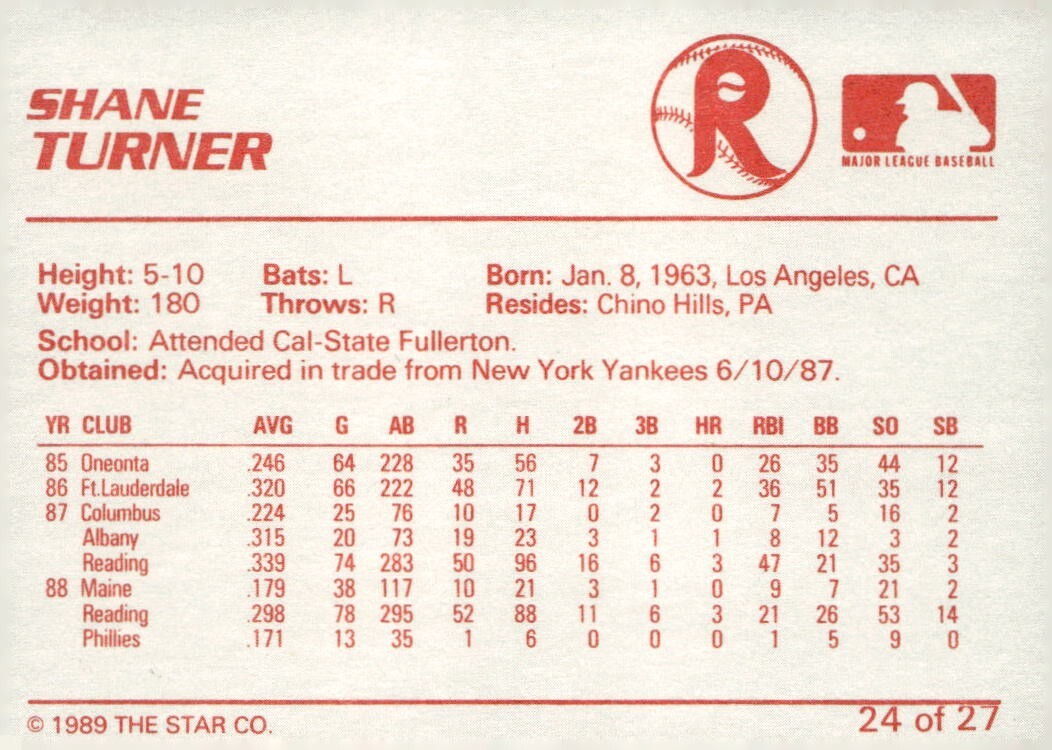 SHANE
TURNER
R
MAJOR LEAGUE BASEBALL
Height: 5-10 Bats: L Born: Jan. 8, 1963, Los Angeles, CA
Weight: 180 Throws: R Resides: Chino Hills, PA
School: Attended Cal-State Fullerton.
Obtained: Acquired in trade from New York Yankees 6/10/87.
YR CLUB AVG G AB R H 2B 3B HR RBI BB SO SB
85 Oneonta .246 64 228 35 56 7 3 0 26 35 44 12
86 Ft.Lauderdale .320 66 222 48 71 12 2 2 36 51 35 12
87 Columbus .224 25 76 10 17 0 2 0 7 5 16 2
Albany .315 20 73 19 23 3 1 1 8 12 3 2
Reading .339 74 283 50 96 16 6 3 47 21 35 3
88 Maine .179 38 117 10 21 3 1 0 9 7 21 2
Reading .298 78 295 52 88 11 6 3 21 26 53 14
Phillies .171 13 35 1 6 0 0 0 1 5 9 0
© 1989 THE STAR CO. 24 of 27